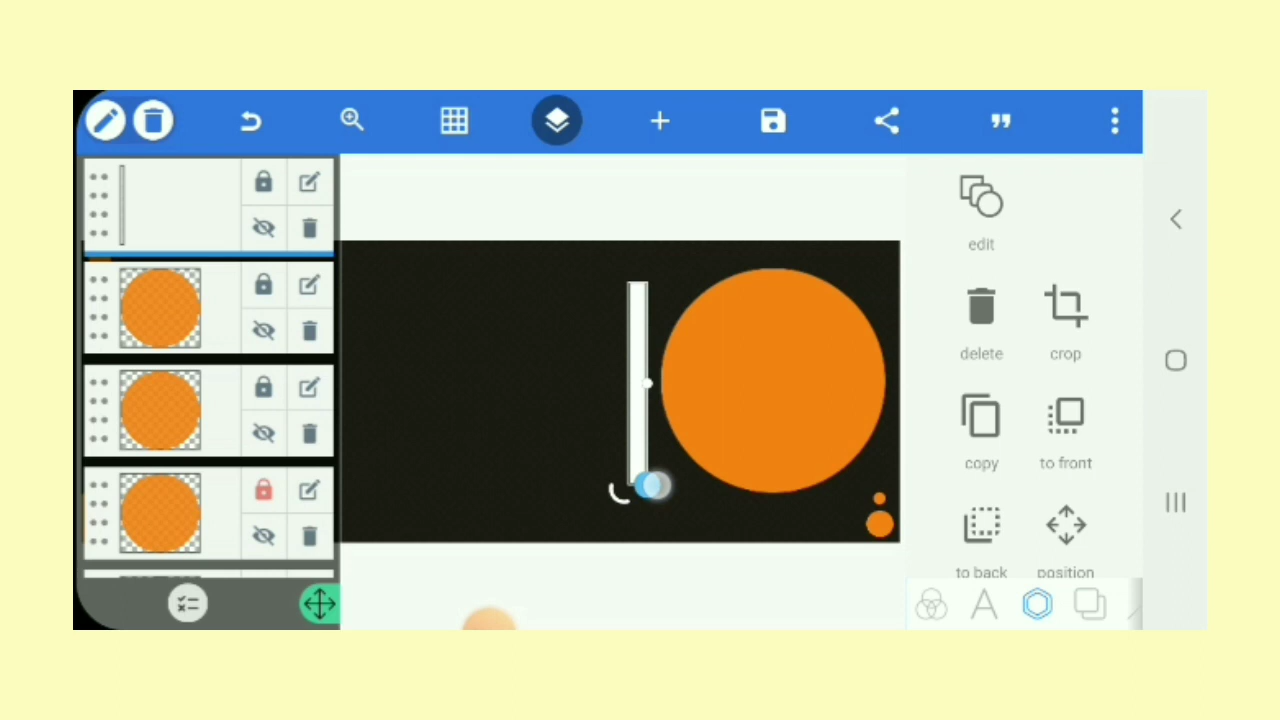 edit
delete
crop
copy
to front
to back
position